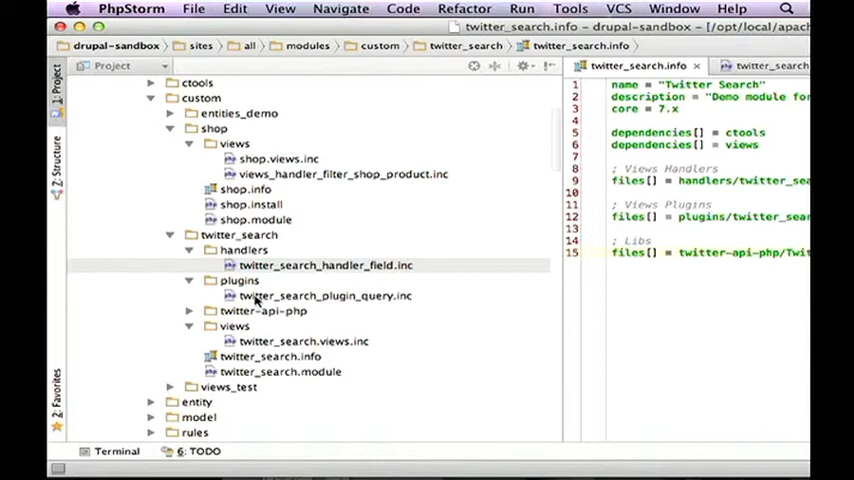 PhpStorm File Edit View Navigate Code Refactor Run Tools VCS Window Help
twitter_search.info - drupal-sandbox - [/opt/local/apac
drupal-sandbox sites all modules custom twitter_search twitter_search.info
1: Project
Project
twitter_search.info
twitter_search
ctools
custom
entities_demo
shop
views
shop.views.inc
views_handler_filter_shop_product.inc
shop.info
shop.install
shop.module
twitter_search
handlers
twitter_search_handler_field.inc
plugins
twitter_search_plugin_query.inc
twitter-api-php
views
twitter_search.views.inc
twitter_search.info
twitter_search.module
views_test
entity
model
rules
7: Structure
2: Favorites
1 name = "Twitter Search"
2 description = "Demo module for
3 core = 7.x
4
5 dependencies[] = ctools
6 dependencies[] = views
7
8 ; Views Handlers
9 files[] = handlers/twitter_sea
10
11 ; Views Plugins
12 files[] = plugins/twitter_sear
13
14 ; Libs
15 files[] = twitter-api-php/Twit
Terminal 6: TODO